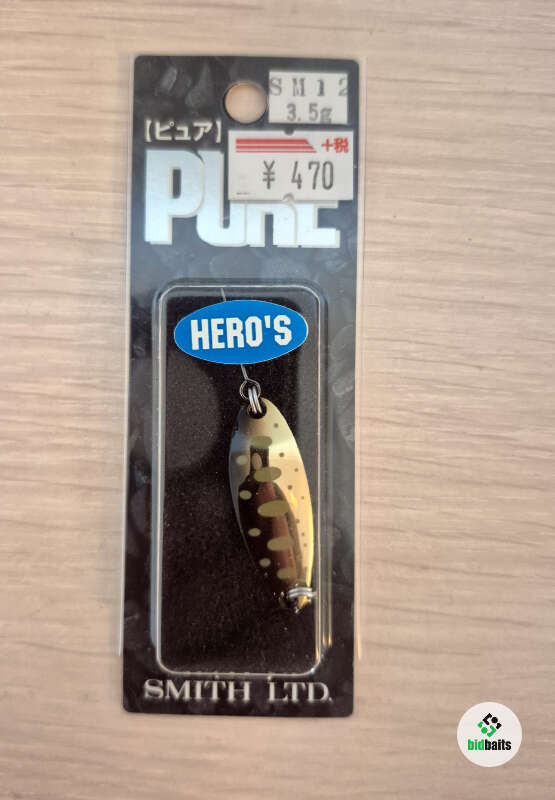 SM12
3.5g
【ピュア】
+税
¥ 470
PURE
HERO'S
SMITH LTD.
bidbaits